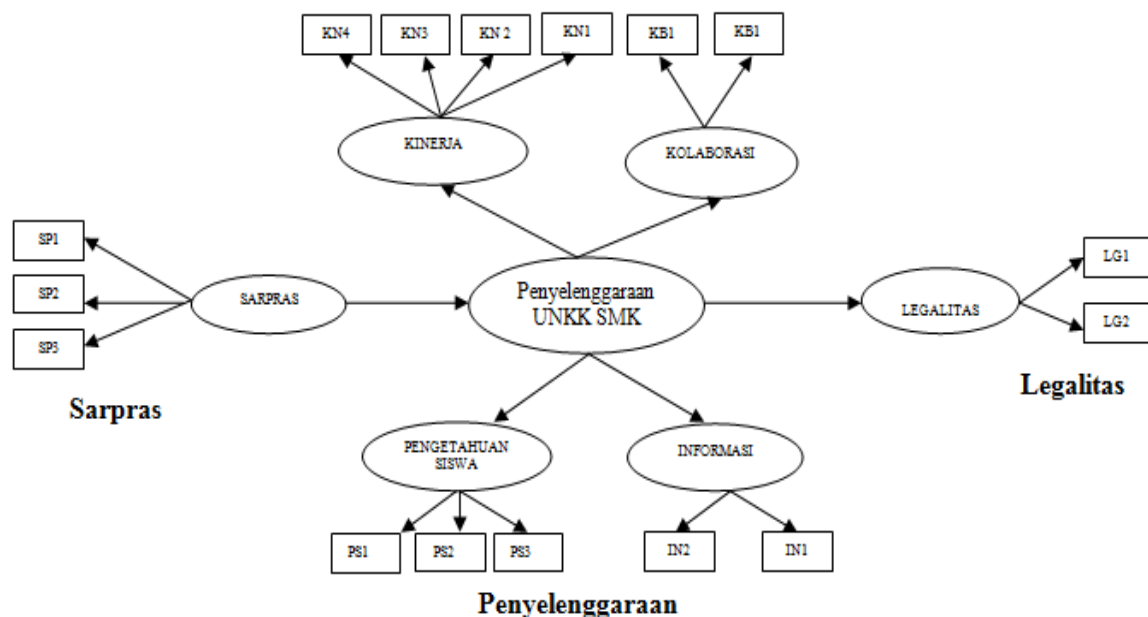 KN4
KN3
KN 2
KN1
KB1
KB1
KINERJA
KOLABORASI
SP1
SP2
SP3
SARPRAS
Penyelenggaraan
UNKK SMK
LEGALITAS
LG1
LG2
Sarpras
Legalitas
PENGETAHUAN
SISWA
INFORMASI
PS1
PS2
PS3
IN2
IN1
Penyelenggaraan